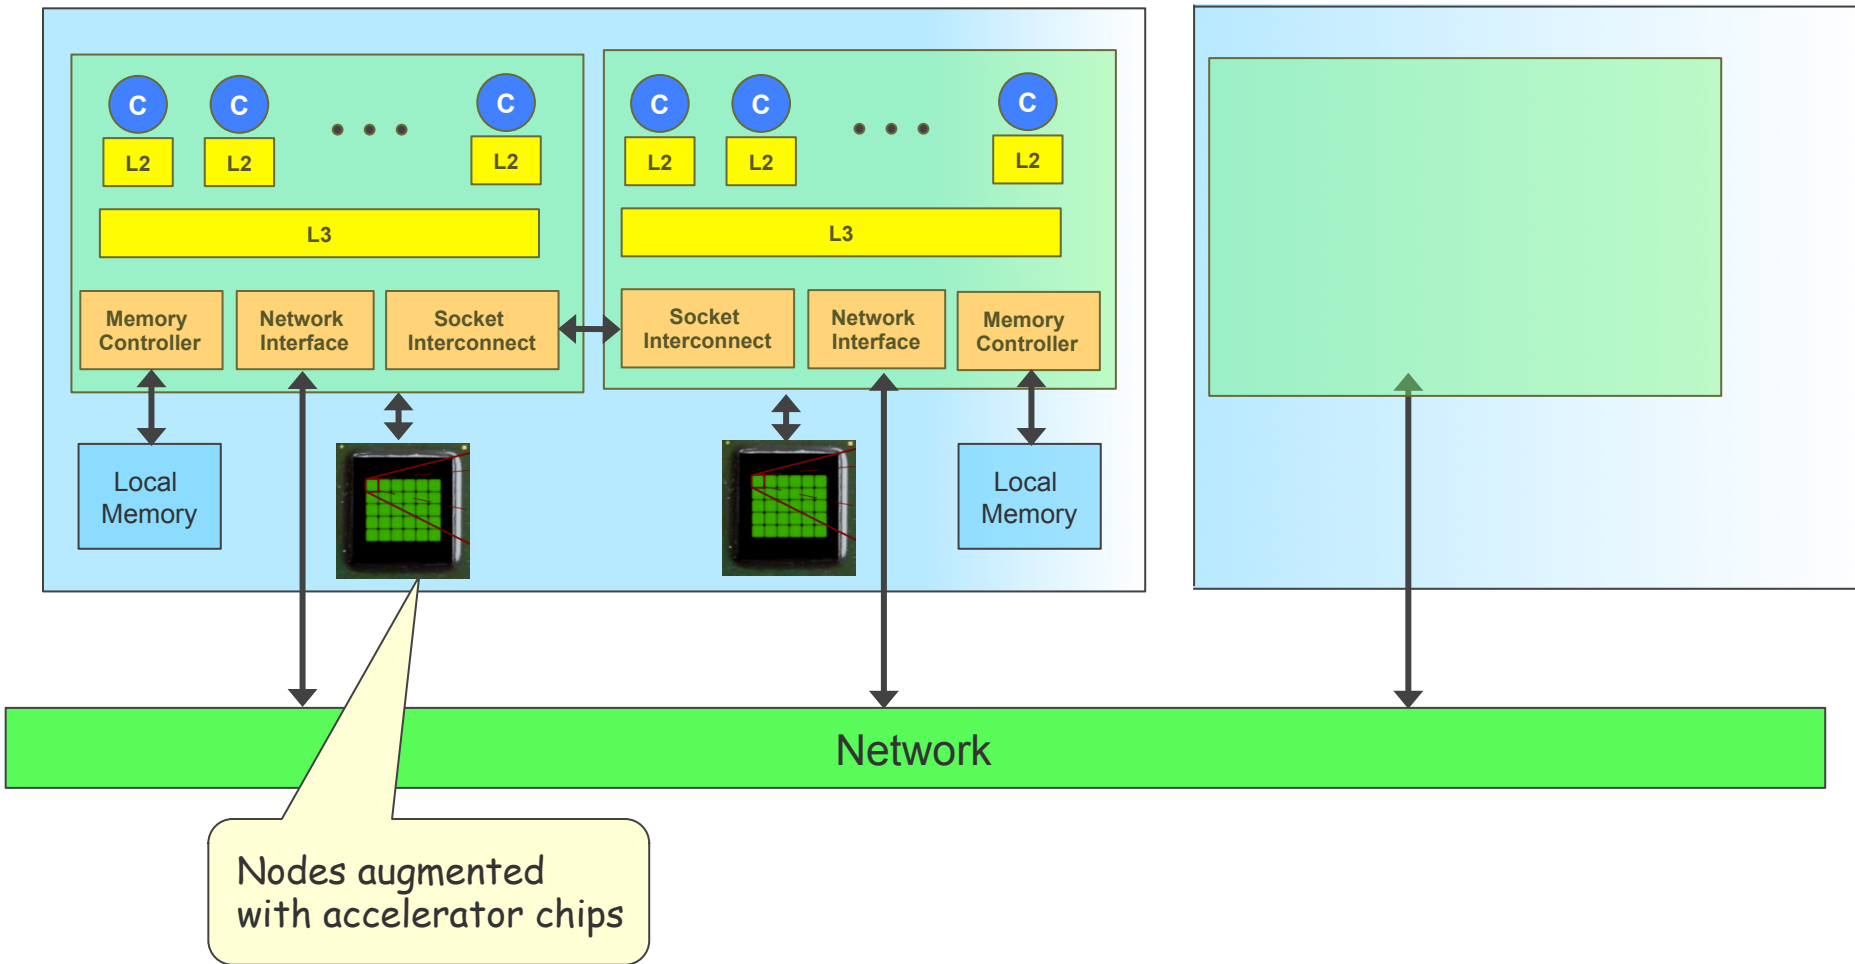 C
C
C
C
C
C
L2
L2
L2
L2
L2
L2
L3
L3
Memory
Controller
Network
Interface
Socket
Interconnect
Socket
Interconnect
Network
Interface
Memory
Controller
Local
Memory
Local
Memory
Network
Nodes augmented
with accelerator chips